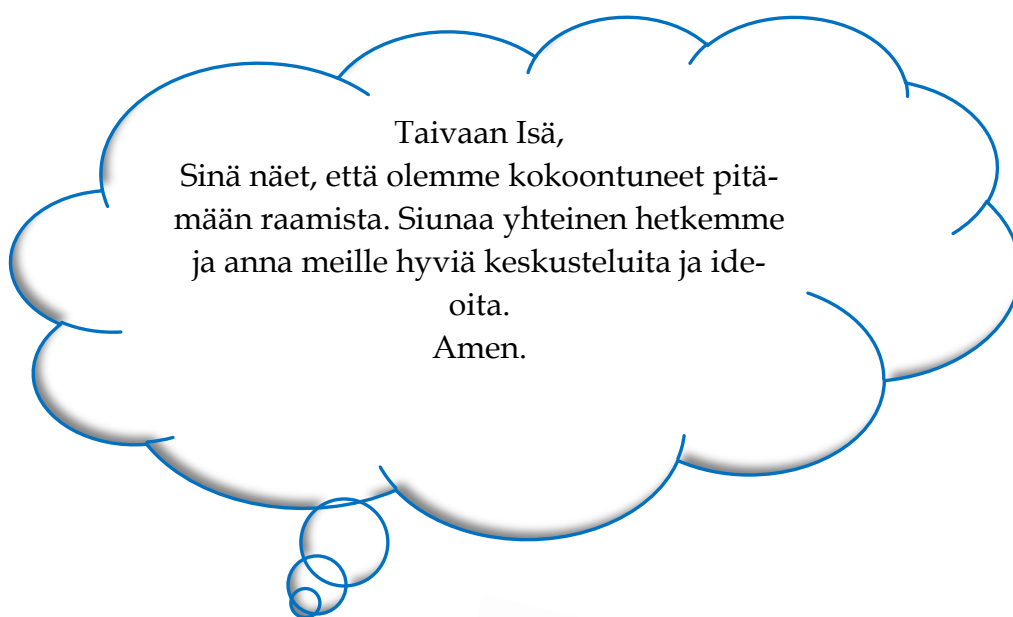 Taivaan Isä,
Sinä näet, että olemme kokoontuneet pitä-
mään raamista. Siunaa yhteinen hetkemme
ja anna meille hyviä keskusteluita ja ide-
oita.
Amen.